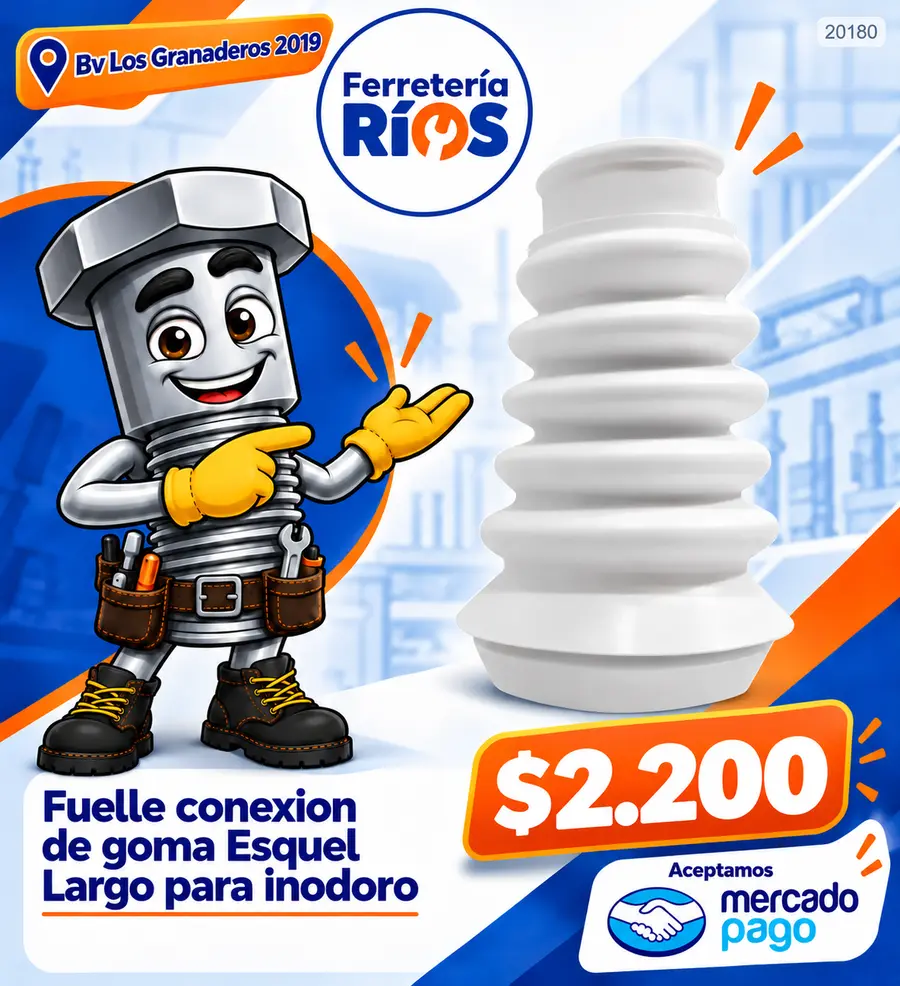 Bv Los Granaderos 2019
Ferretería
RÍOS
20180
$2.200
Fuelle conexion
de goma Esquel
Largo para inodoro
Aceptamos
mercado
pago